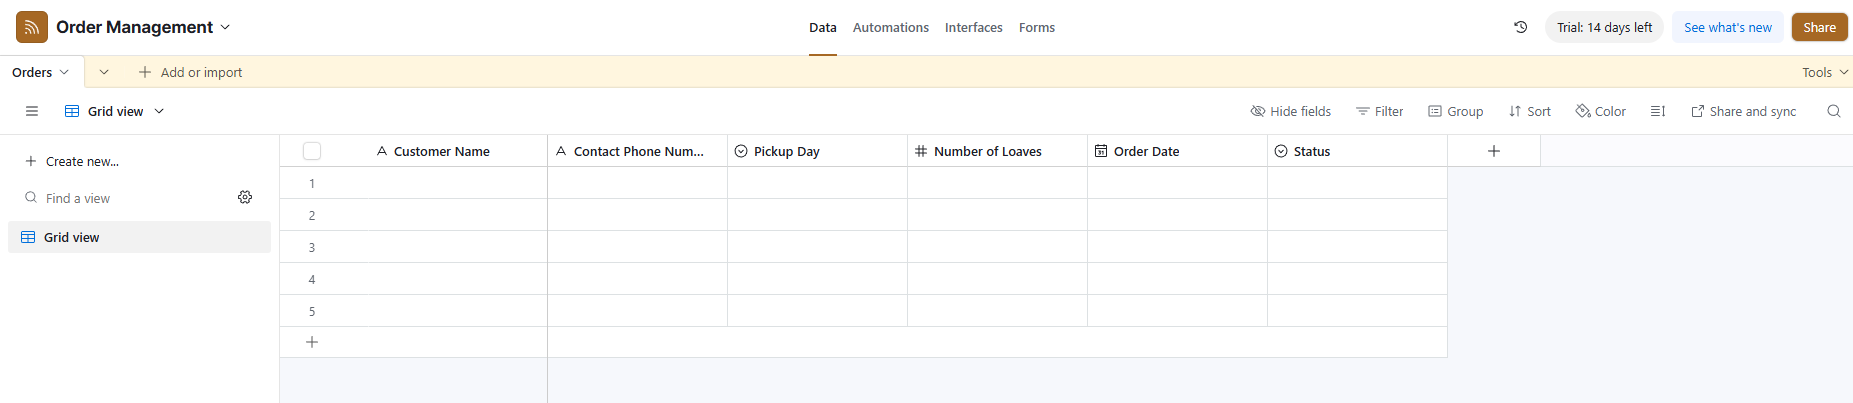 Order Management
Data Automations Interfaces Forms
Trial: 14 days left See what's new Share
Orders Add or import Tools
Grid view Hide fields Filter Group Sort Color Share and sync
Create new...
Find a view
Grid view
Customer Name Contact Phone Num... Pickup Day Number of Loaves Order Date Status
1
2
3
4
5